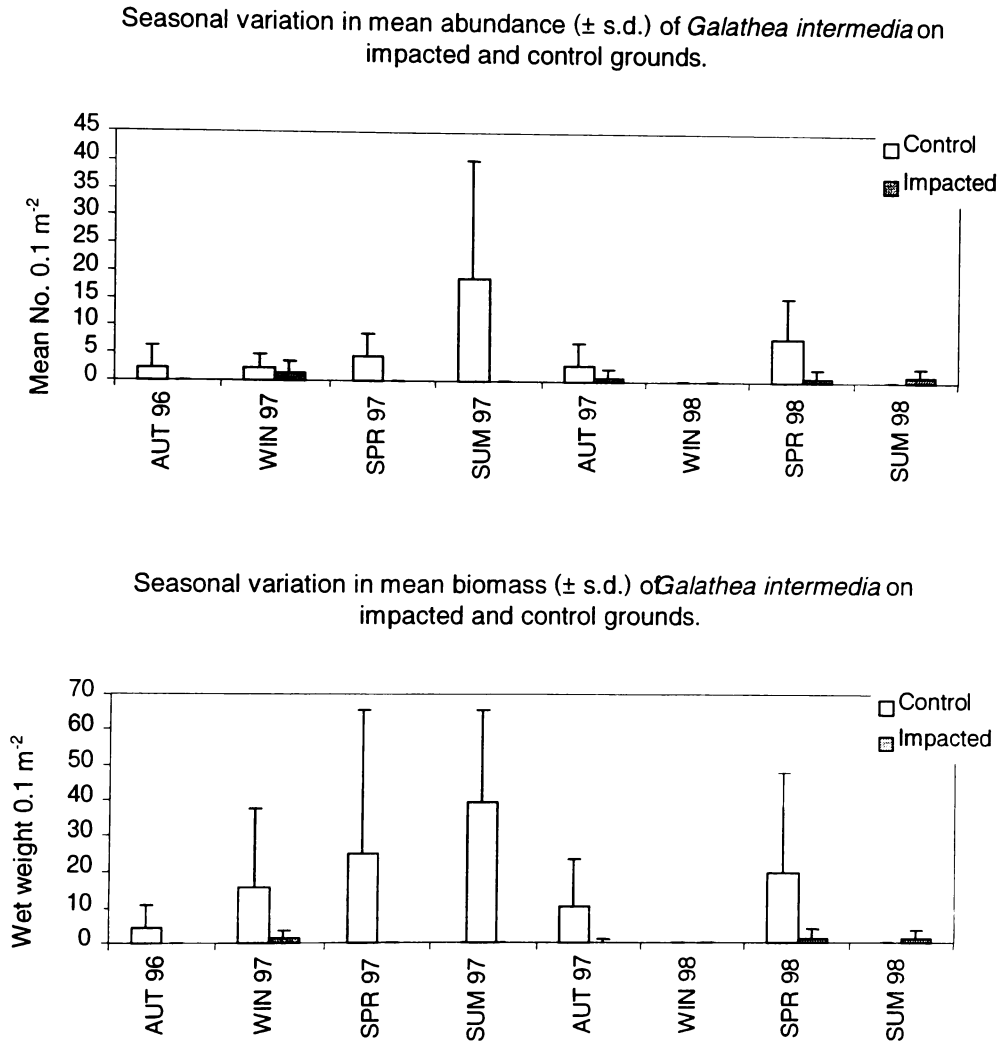 Seasonal variation in mean abundance (± s.d.) of Galathea intermedia on
impacted and control grounds.
45
40
35
30
25
20
15
10
5
0
Mean No. 0.1 m-2
Control
Impacted
AUT 96
WIN 97
SPR 97
SUM 97
AUT 97
WIN 98
SPR 98
SUM 98
Seasonal variation in mean biomass (± s.d.) of Galathea intermedia on
impacted and control grounds.
70
60
50
40
30
20
10
0
Wet weight 0.1 m-2
Control
Impacted
AUT 96
WIN 97
SPR 97
SUM 97
AUT 97
WIN 98
SPR 98
SUM 98